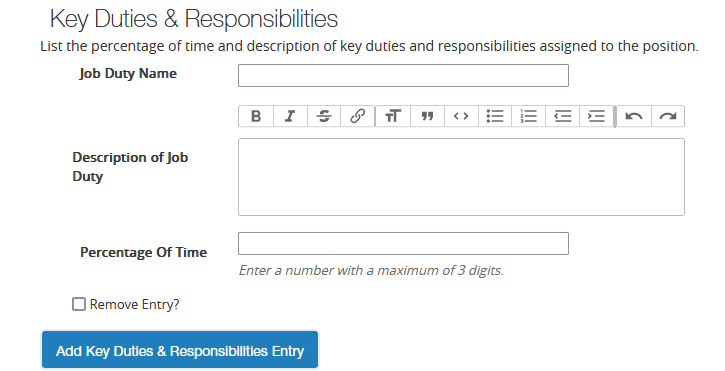 Key Duties & Responsibilities
List the percentage of time and description of key duties and responsibilities assigned to the position.
Job Duty Name
B I S TT ” <>
Description of Job
Duty
Percentage Of Time
Enter a number with a maximum of 3 digits.
Remove Entry?
Add Key Duties & Responsibilities Entry